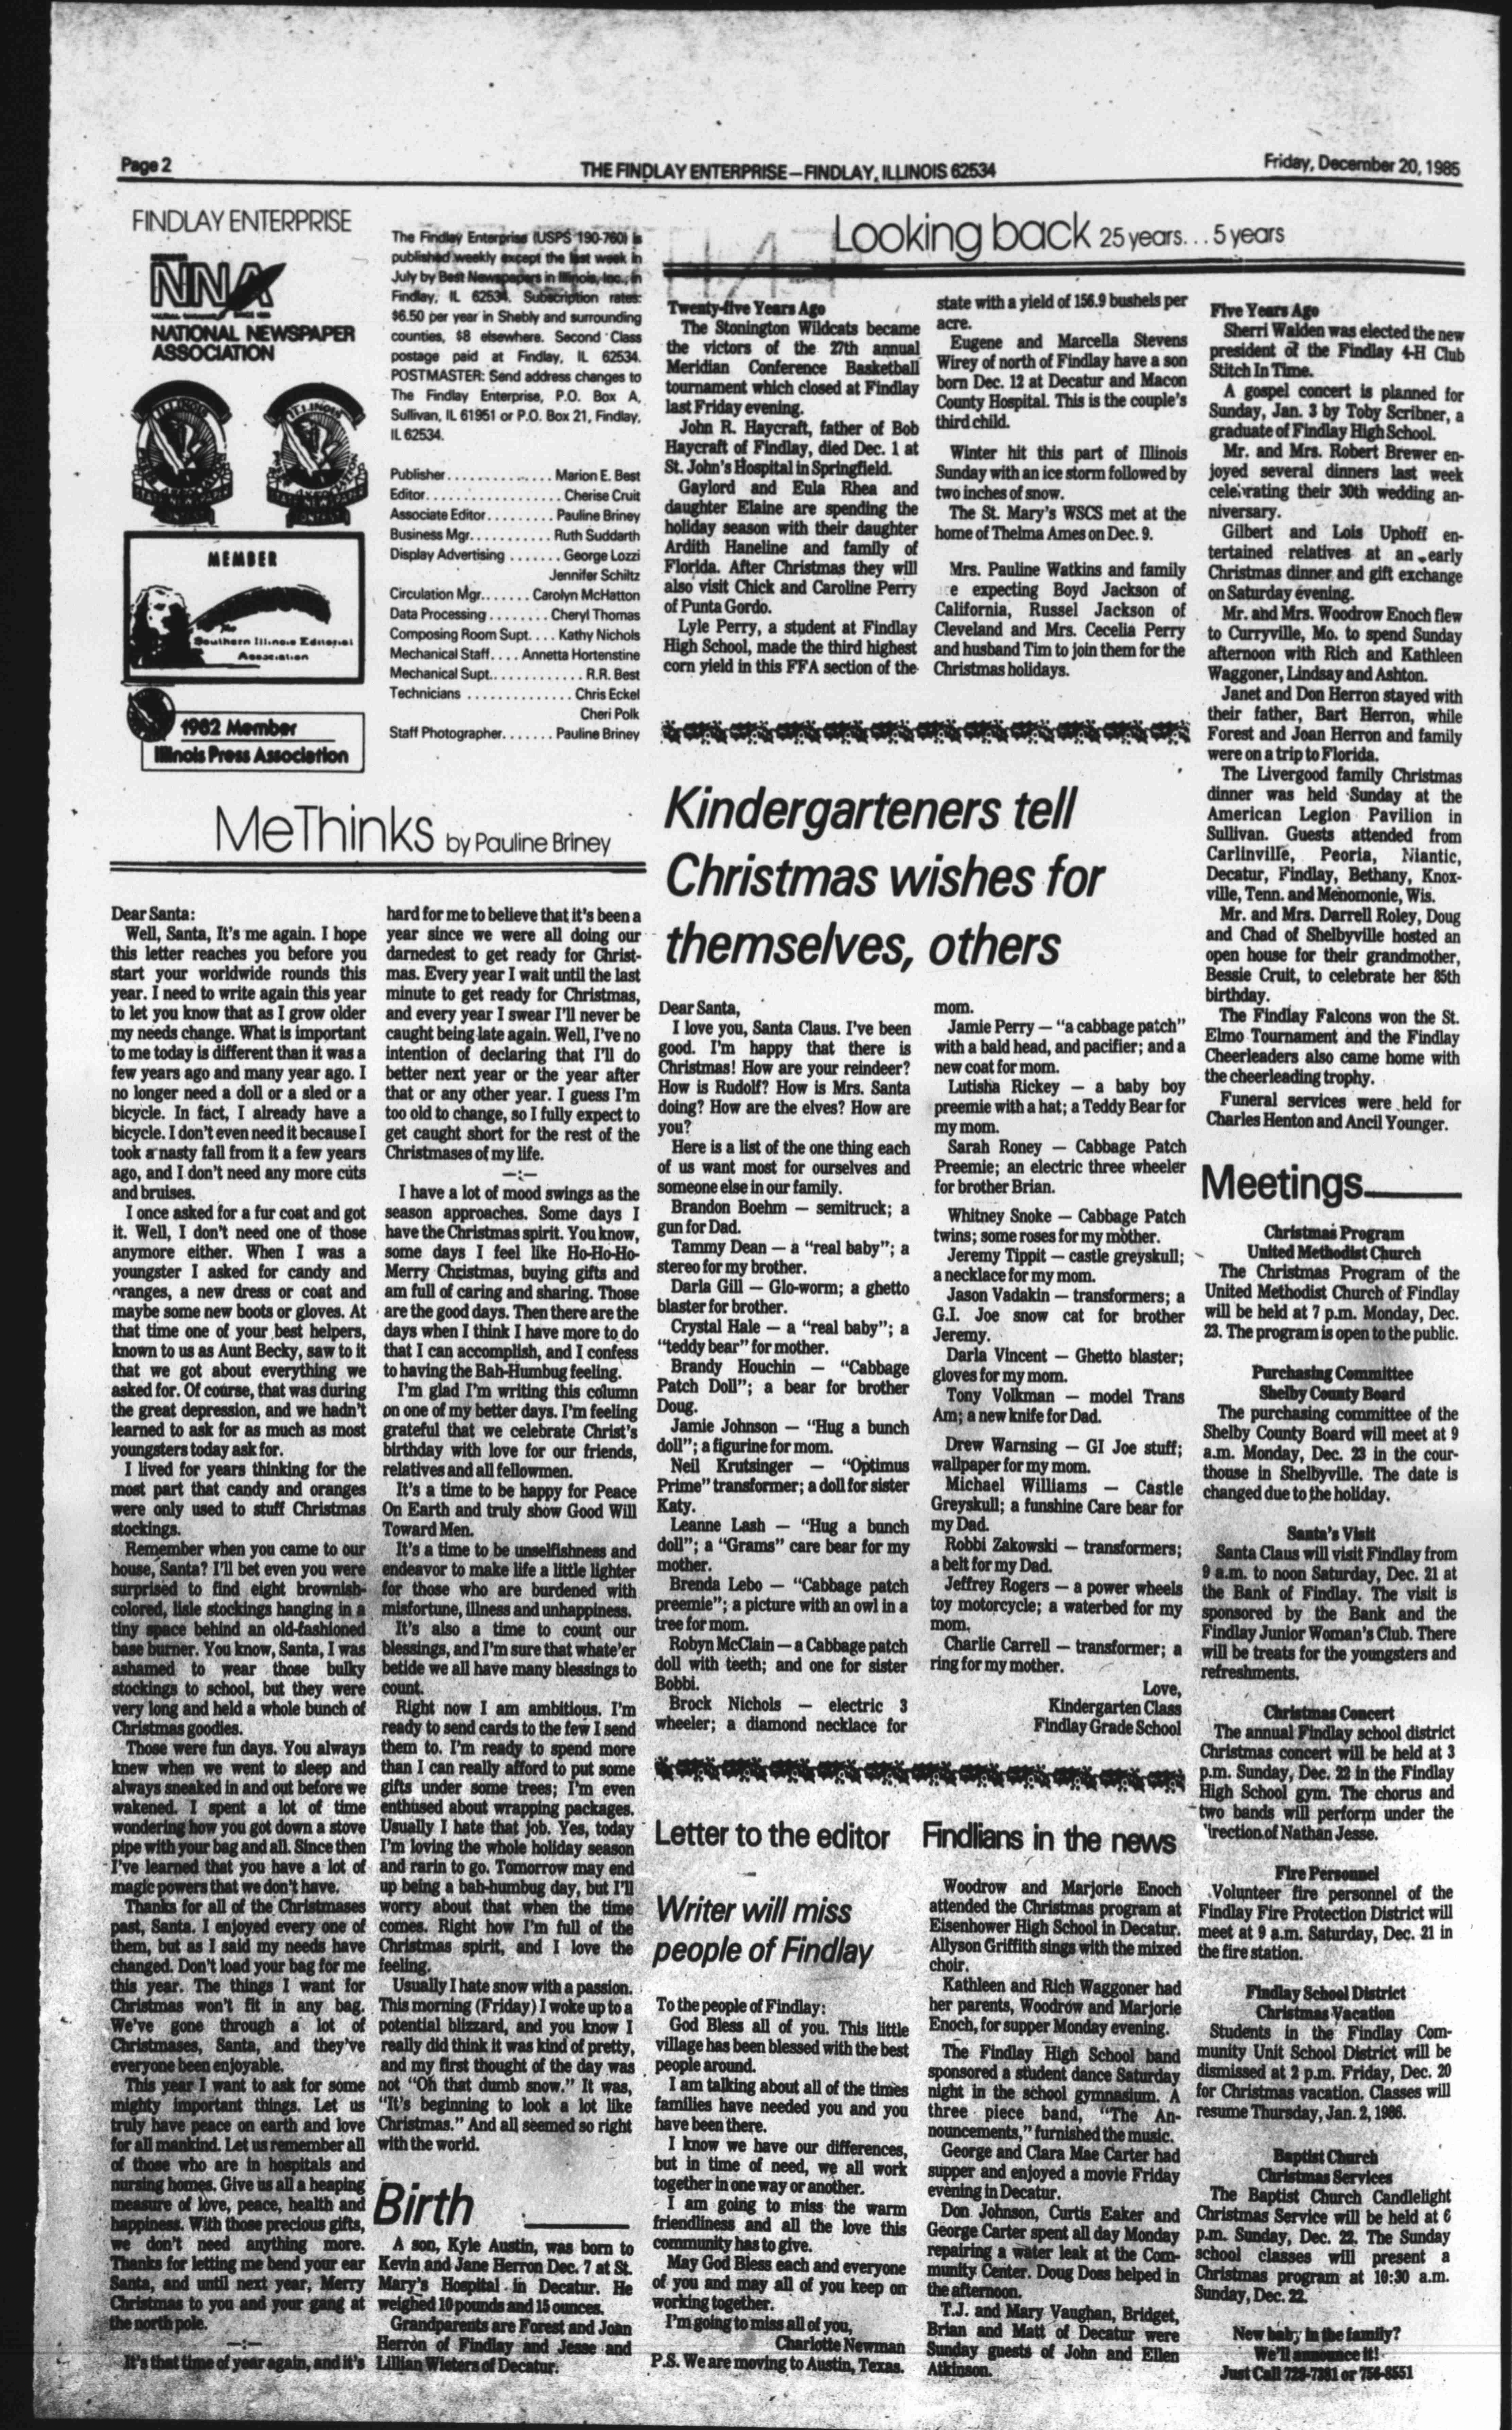 Page 2
THE FINDLAY ENTERPRISE—FINDLAY, ILLINOIS 62534
Friday, December 20, 1985
FINDLAY ENTERPRISE
NNA
NATIONAL NEWSPAPER
ASSOCIATION
MEMBER
The
Southern Illinois Editorial
Association
1982 Member
Illinois Press Association
The Findlay Enterprise (USPS 190-760) is
published weekly except the last week in
July by Best Newspapers in Illinois, Inc., in
Findlay, IL 62534. Subscription rates:
$6.50 per year in Shelby and surrounding
counties, $8 elsewhere. Second Class
postage paid at Findlay, IL 62534.
POSTMASTER: Send address changes to
The Findlay Enterprise, P.O. Box A,
Sullivan, IL 61951 or P.O. Box 21, Findlay,
IL 62534.
Publisher.............. Marion E. Best
Editor................... Cherise Cruit
Associate Editor......... Pauline Briney
Business Mgr........... Ruth Suddarth
Display Advertising ....... George Lozzi
Jennifer Schiltz
Circulation Mgr....... Carolyn McHatton
Data Processing ........ Cheryl Thomas
Composing Room Supt.... Kathy Nichols
Mechanical Staff.... Annetta Hortenstine
Mechanical Supt............. R.R. Best
Technicians ............. Chris Eckel
Cheri Polk
Staff Photographer....... Pauline Briney
MeThinks by Pauline Briney
Dear Santa:
Well, Santa, It's me again. I hope
this letter reaches you before you
start your worldwide rounds this
year. I need to write again this year
to let you know that as I grow older
my needs change. What is important
to me today is different than it was a
few years ago and many year ago. I
no longer need a doll or a sled or a
bicycle. In fact, I already have a
bicycle. I don't even need it because I
took a nasty fall from it a few years
ago, and I don't need any more cuts
and bruises.
I once asked for a fur coat and got
it. Well, I don't need one of those
anymore either. When I was a
youngster I asked for candy and
oranges, a new dress or coat and
maybe some new boots or gloves. At
that time one of your best helpers,
known to us as Aunt Becky, saw to it
that we got about everything we
asked for. Of course, that was during
the great depression, and we hadn't
learned to ask for as much as most
youngsters today ask for.
I lived for years thinking for the
most part that candy and oranges
were only used to stuff Christmas
stockings.
Remember when you came to our
house, Santa? I'll bet even you were
surprised to find eight brownish-
colored, lisle stockings hanging in a
tiny space behind an old-fashioned
base burner. You know, Santa, I was
ashamed to wear those bulky
stockings to school, but they were
very long and held a whole bunch of
Christmas goodies.
Those were fun days. You always
knew when we went to sleep and
always sneaked in and out before we
wakened. I spent a lot of time
wondering how you got down a stove
pipe with your bag and all. Since then
I've learned that you have a lot of
magic powers that we don't have.
Thanks for all of the Christmases
past, Santa. I enjoyed every one of
them, but as I said my needs have
changed. Don't load your bag for me
this year. The things I want for
Christmas won't fit in any bag.
We've gone through a lot of
Christmases, Santa, and they've
everyone been enjoyable.
This year I want to ask for some
mighty important things. Let us
truly have peace on earth and love
for all mankind. Let us remember all
of those who are in hospitals and
nursing homes. Give us all a heaping
measure of love, peace, health and
happiness. With those precious gifts,
we don't need anything more.
Thanks for letting me bend your ear
Santa, and until next year, Merry
Christmas to you and your gang at
the north pole.
—:—
It's that time of year again, and it's
hard for me to believe that it's been a
year since we were all doing our
darnedest to get ready for Christ-
mas. Every year I wait until the last
minute to get ready for Christmas,
and every year I swear I'll never be
caught being late again. Well, I've no
intention of declaring that I'll do
better next year or the year after
that or any other year. I guess I'm
too old to change, so I fully expect to
get caught short for the rest of the
Christmases of my life.
—:—
I have a lot of mood swings as the
season approaches. Some days I
have the Christmas spirit. You know,
some days I feel like Ho-Ho-Ho-
Merry Christmas, buying gifts and
am full of caring and sharing. Those
are the good days. Then there are the
days when I think I have more to do
that I can accomplish, and I confess
to having the Bah-Humbug feeling.
I'm glad I'm writing this column
on one of my better days. I'm feeling
grateful that we celebrate Christ's
birthday with love for our friends,
relatives and all fellowmen.
It's a time to be happy for Peace
On Earth and truly show Good Will
Toward Men.
It's a time to be unselfishness and
endeavor to make life a little lighter
for those who are burdened with
misfortune, illness and unhappiness.
It's also a time to count our
blessings, and I'm sure that whate'er
betide we all have many blessings to
count.
Right now I am ambitious. I'm
ready to send cards to the few I send
them to. I'm ready to spend more
than I can really afford to put some
gifts under some trees; I'm even
enthused about wrapping packages.
Usually I hate that job. Yes, today
I'm loving the whole holiday season
and rarin to go. Tomorrow may end
up being a bah-humbug day, but I'll
worry about that when the time
comes. Right how I'm full of the
Christmas spirit, and I love the
feeling.
Usually I hate snow with a passion.
This morning (Friday) I woke up to a
potential blizzard, and you know I
really did think it was kind of pretty,
and my first thought of the day was
not "Oh that dumb snow." It was,
"It's beginning to look a lot like
Christmas." And all seemed so right
with the world.
Birth
A son, Kyle Austin, was born to
Kevin and Jane Herron Dec. 7 at St.
Mary's Hospital in Decatur. He
weighed 10 pounds and 15 ounces.
Grandparents are Forest and Joan
Herron of Findlay and Jesse and
Lillian Wieters of Decatur.
Looking back 25 years...5 years
Twenty-five Years Ago
The Stonington Wildcats became
the victors of the 27th annual
Meridian Conference Basketball
tournament which closed at Findlay
last Friday evening.
John R. Haycraft, father of Bob
Haycraft of Findlay, died Dec. 1 at
St. John's Hospital in Springfield.
Gaylord and Eula Rhea and
daughter Elaine are spending the
holiday season with their daughter
Ardith Haneline and family of
Florida. After Christmas they will
also visit Chick and Caroline Perry
of Punta Gordo.
Lyle Perry, a student at Findlay
High School, made the third highest
corn yield in this FFA section of the
state with a yield of 156.9 bushels per
acre.
Eugene and Marcella Stevens
Wirey of north of Findlay have a son
born Dec. 12 at Decatur and Macon
County Hospital. This is the couple's
third child.
Winter hit this part of Illinois
Sunday with an ice storm followed by
two inches of snow.
The St. Mary's WSCS met at the
home of Thelma Ames on Dec. 9.
Mrs. Pauline Watkins and family
e expecting Boyd Jackson of
California, Russel Jackson of
Cleveland and Mrs. Cecelia Perry
and husband Tim to join them for the
Christmas holidays.
Five Years Ago
Sherri Walden was elected the new
president of the Findlay 4-H Club
Stitch In Time.
A gospel concert is planned for
Sunday, Jan. 3 by Toby Scribner, a
graduate of Findlay High School.
Mr. and Mrs. Robert Brewer en-
joyed several dinners last week
celebrating their 30th wedding an-
niversary.
Gilbert and Lois Uphoff en-
tertained relatives at an early
Christmas dinner and gift exchange
on Saturday evening.
Mr. and Mrs. Woodrow Enoch flew
to Curryville, Mo. to spend Sunday
afternoon with Rich and Kathleen
Waggoner, Lindsay and Ashton.
Janet and Don Herron stayed with
their father, Bart Herron, while
Forest and Joan Herron and family
were on a trip to Florida.
The Livergood family Christmas
dinner was held Sunday at the
American Legion Pavilion in
Sullivan. Guests attended from
Carlinville, Peoria, Niantic,
Decatur, Findlay, Bethany, Knox-
ville, Tenn. and Menomonie, Wis.
Mr. and Mrs. Darrell Roley, Doug
and Chad of Shelbyville hosted an
open house for their grandmother,
Bessie Cruit, to celebrate her 85th
birthday.
The Findlay Falcons won the St.
Elmo Tournament and the Findlay
Cheerleaders also came home with
the cheerleading trophy.
Funeral services were held for
Charles Henton and Ancil Younger.
Kindergarteners tell
Christmas wishes for
themselves, others
Dear Santa,
I love you, Santa Claus. I've been
good. I'm happy that there is
Christmas! How are your reindeer?
How is Rudolf? How is Mrs. Santa
doing? How are the elves? How are
you?
Here is a list of the one thing each
of us want most for ourselves and
someone else in our family.
Brandon Boehm — semitruck; a
gun for Dad.
Tammy Dean — a "real baby"; a
stereo for my brother.
Darla Gill — Glo-worm; a ghetto
blaster for brother.
Crystal Hale — a "real baby"; a
"teddy bear" for mother.
Brandy Houchin — "Cabbage
Patch Doll"; a bear for brother
Doug.
Jamie Johnson — "Hug a bunch
doll"; a figurine for mom.
Neil Krutsinger — "Optimus
Prime" transformer; a doll for sister
Katy.
Leanne Lash — "Hug a bunch
doll"; a "Grams" care bear for my
mother.
Brenda Lebo — "Cabbage patch
preemie"; a picture with an owl in a
tree for mom.
Robyn McClain — a Cabbage patch
doll with teeth; and one for sister
Bobbi.
Brock Nichols — electric 3
wheeler; a diamond necklace for
mom.
Jamie Perry — "a cabbage patch"
with a bald head, and pacifier; and a
new coat for mom.
Lutisha Rickey — a baby boy
preemie with a hat; a Teddy Bear for
my mom.
Sarah Roney — Cabbage Patch
Preemie; an electric three wheeler
for brother Brian.
Whitney Snoke — Cabbage Patch
twins; some roses for my mother.
Jeremy Tippit — castle greyskull;
a necklace for my mom.
Jason Vadakin — transformers; a
G.I. Joe snow cat for brother
Jeremy.
Darla Vincent — Ghetto blaster;
gloves for my mom.
Tony Volkman — model Trans
Am; a new knife for Dad.
Drew Warnsing — GI Joe stuff;
wallpaper for my mom.
Michael Williams — Castle
Greyskull; a funshine Care bear for
my Dad.
Robbi Zakowski — transformers;
a belt for my Dad.
Jeffrey Rogers — a power wheels
toy motorcycle; a waterbed for my
mom.
Charlie Carrell — transformer; a
ring for my mother.
Love,
Kindergarten Class
Findlay Grade School
Letter to the editor
Writer will miss
people of Findlay
To the people of Findlay:
God Bless all of you. This little
village has been blessed with the best
people around.
I am talking about all of the times
families have needed you and you
have been there.
I know we have our differences,
but in time of need, we all work
together in one way or another.
I am going to miss the warm
friendliness and all the love this
community has to give.
May God Bless each and everyone
of you and may all of you keep on
working together.
I'm going to miss all of you,
Charlotte Newman
P.S. We are moving to Austin, Texas.
Findlians in the news
Woodrow and Marjorie Enoch
attended the Christmas program at
Eisenhower High School in Decatur.
Allyson Griffith sings with the mixed
choir.
Kathleen and Rich Waggoner had
her parents, Woodrow and Marjorie
Enoch, for supper Monday evening.
The Findlay High School band
sponsored a student dance Saturday
night in the school gymnasium. A
three piece band, "The An-
nouncements," furnished the music.
George and Clara Mae Carter had
supper and enjoyed a movie Friday
evening in Decatur.
Don Johnson, Curtis Eaker and
George Carter spent all day Monday
repairing a water leak at the Com-
munity Center. Doug Doss helped in
the afternoon.
T.J. and Mary Vaughan, Bridget,
Brian and Matt of Decatur were
Sunday guests of John and Ellen
Atkinson.
Meetings
Christmas Program
United Methodist Church
The Christmas Program of the
United Methodist Church of Findlay
will be held at 7 p.m. Monday, Dec.
23. The program is open to the public.
Purchasing Committee
Shelby County Board
The purchasing committee of the
Shelby County Board will meet at 9
a.m. Monday, Dec. 23 in the cour-
thouse in Shelbyville. The date is
changed due to the holiday.
Santa's Visit
Santa Claus will visit Findlay from
9 a.m. to noon Saturday, Dec. 21 at
the Bank of Findlay. The visit is
sponsored by the Bank and the
Findlay Junior Woman's Club. There
will be treats for the youngsters and
refreshments.
Christmas Concert
The annual Findlay school district
Christmas concert will be held at 3
p.m. Sunday, Dec. 22 in the Findlay
High School gym. The chorus and
two bands will perform under the
'irection of Nathan Jesse.
Fire Personnel
Volunteer fire personnel of the
Findlay Fire Protection District will
meet at 9 a.m. Saturday, Dec. 21 in
the fire station.
Findlay School District
Christmas Vacation
Students in the Findlay Com-
munity Unit School District will be
dismissed at 2 p.m. Friday, Dec. 20
for Christmas vacation. Classes will
resume Thursday, Jan. 2, 1986.
Baptist Church
Christmas Services
The Baptist Church Candlelight
Christmas Service will be held at 6
p.m. Sunday, Dec. 22. The Sunday
school classes will present a
Christmas program at 10:30 a.m.
Sunday, Dec. 22.
New baby in the family?
We'll announce it!
Just Call 728-7381 or 756-8551